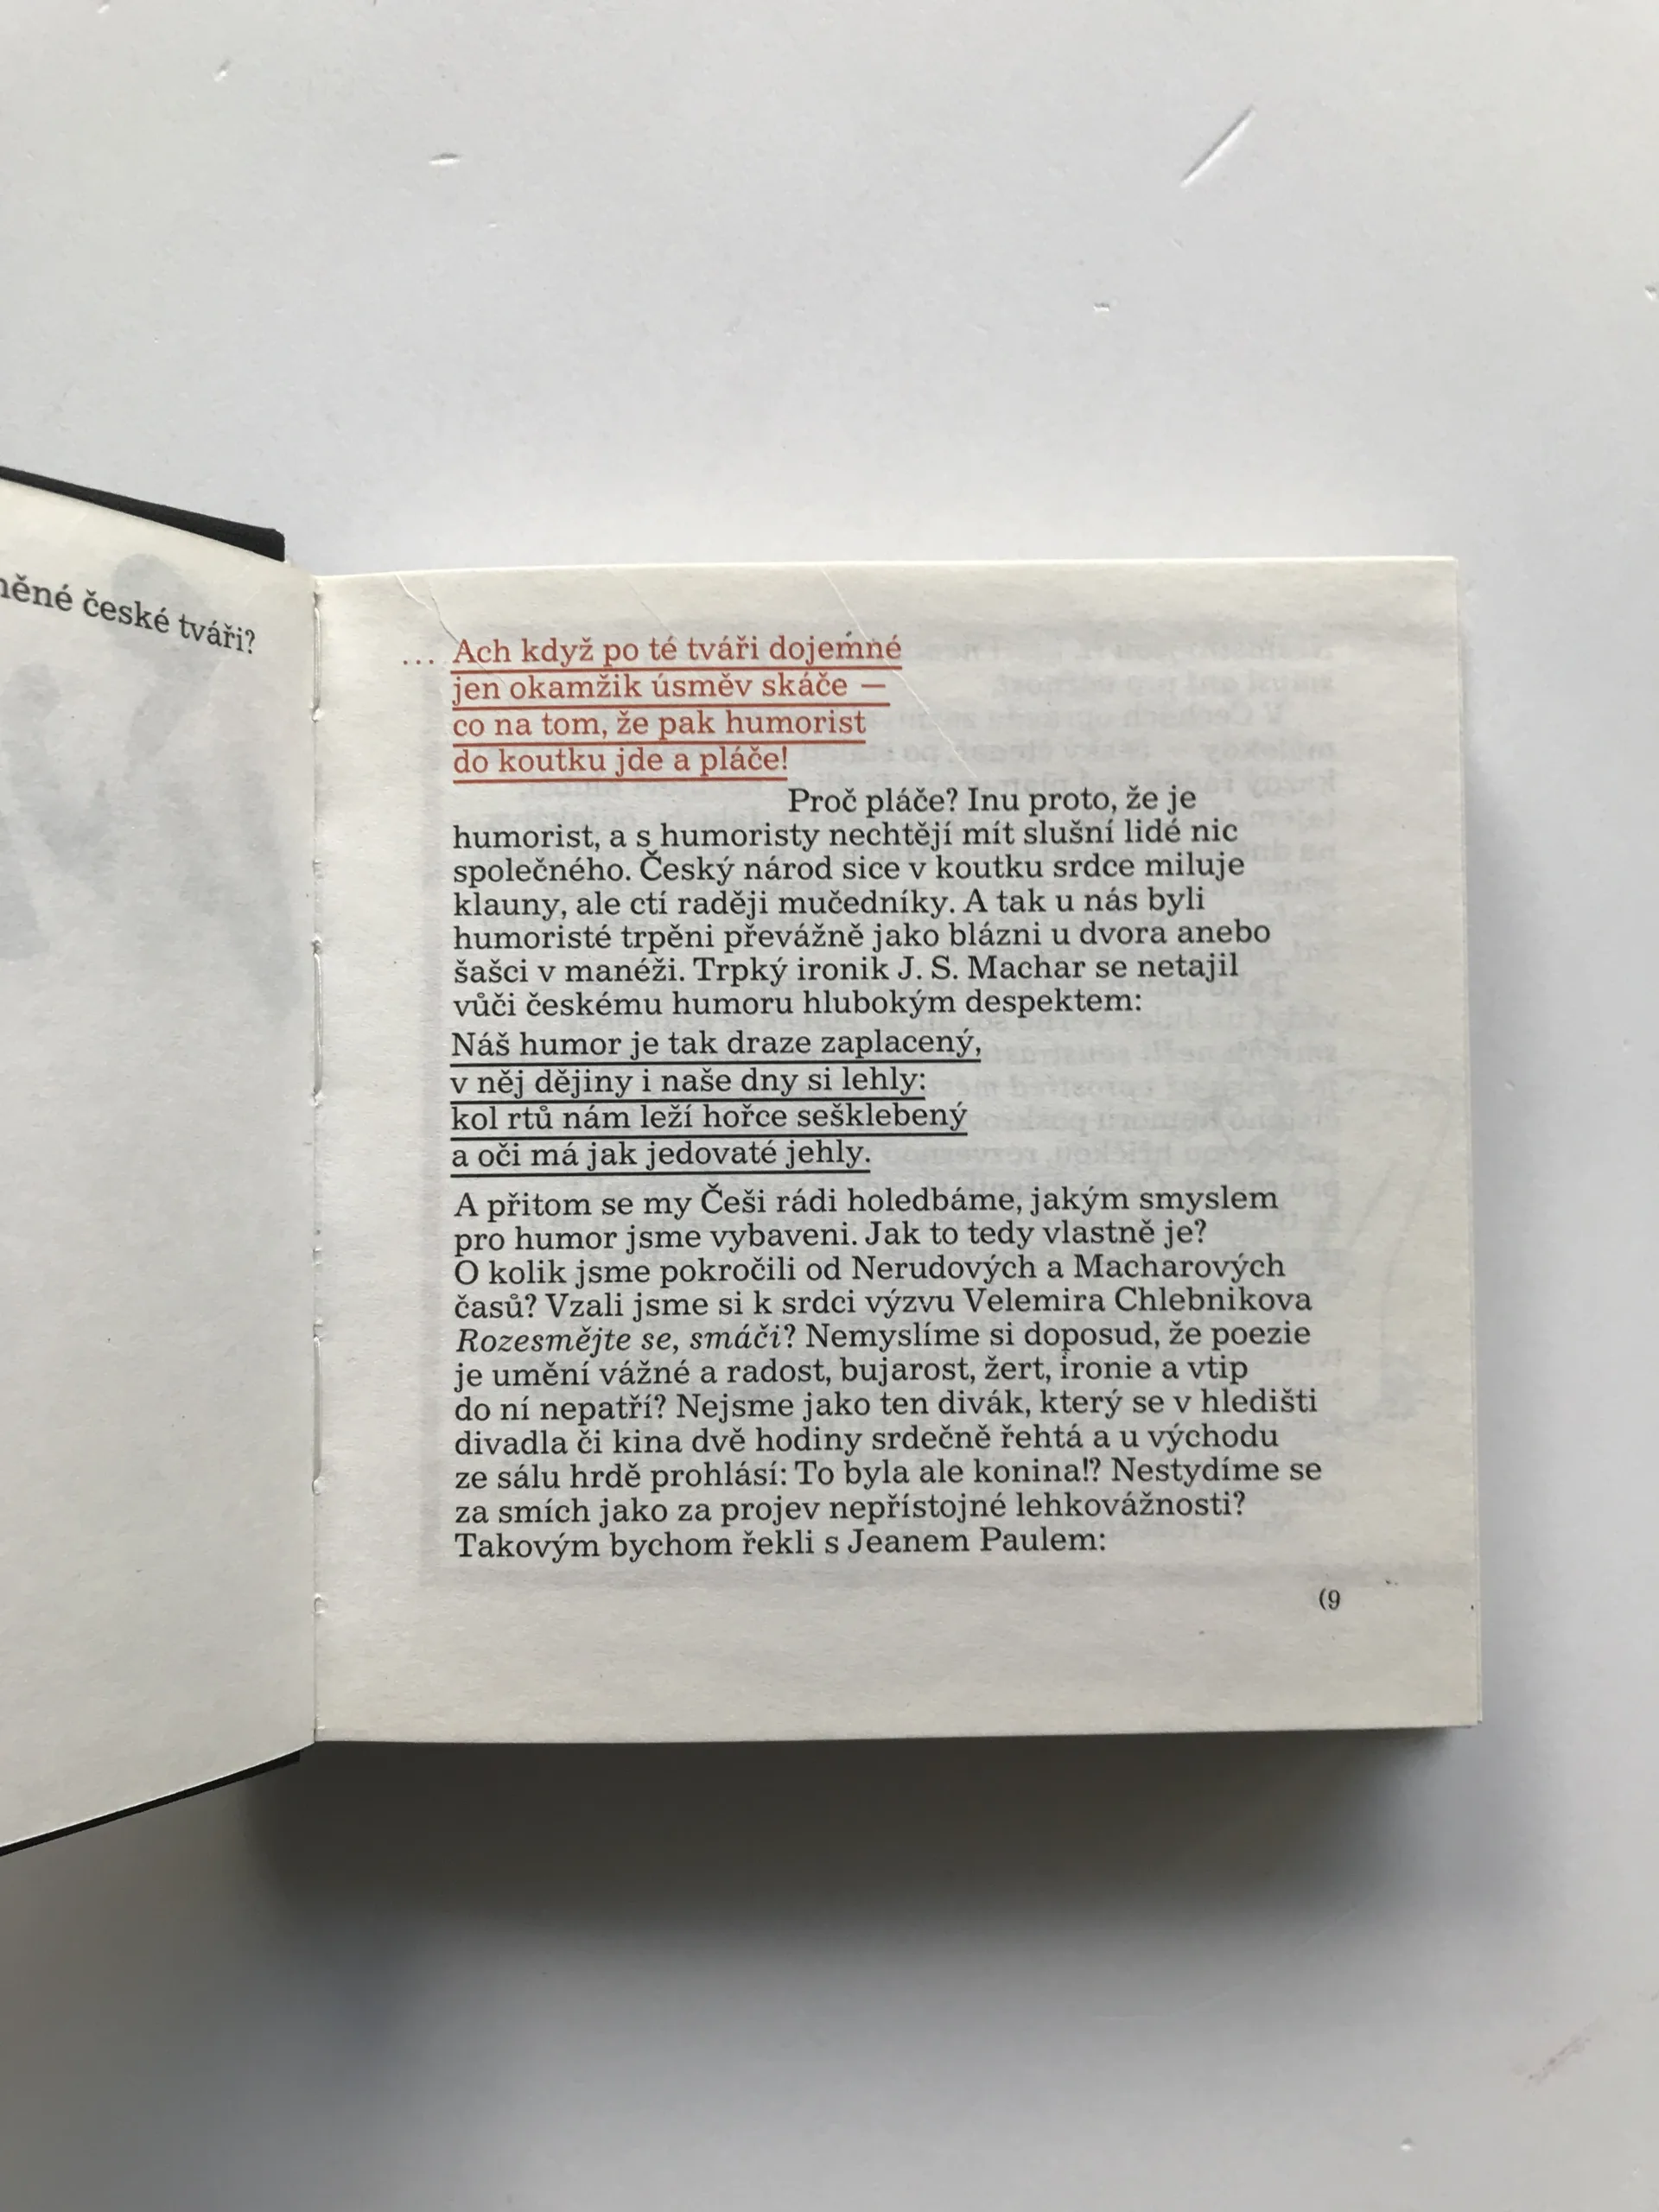 české tváři?
... Ach když po té tváři dojemné
jen okamžik úsměv skáče —
co na tom, že pak humorist
do koutku jde a pláče!
Proč pláče? Inu proto, že je
humorist, a s humoristy nechtějí mít slušní lidé nic
společného. Český národ sice v koutku srdce miluje
klauny, ale ctí raději mučedníky. A tak u nás byli
humoristé trpěni převážně jako blázni u dvora anebo
šašci v manéži. Trpký ironik J. S. Machar se netajil
vůči českému humoru hlubokým despektem:
Náš humor je tak draze zaplacený,
v něj dějiny i naše dny si lehly:
kol rtů nám leží hořce sešklebený
a oči má jak jedovaté jehly.
A přitom se my Češi rádi holedbáme, jakým smyslem
pro humor jsme vybaveni. Jak to tedy vlastně je?
O kolik jsme pokročili od Nerudových a Macharových
časů? Vzali jsme si k srdci výzvu Velemira Chlebnikova
Rozesmějte se, smáči? Nemyslíme si doposud, že poezie
je umění vážné a radost, bujarost, žert, ironie a vtip
do ní nepatří? Nejsme jako ten divák, který se v hledišti
divadla či kina dvě hodiny srdečně řehtá a u východu
ze sálu hrdě prohlásí: To byla ale konina!? Nestydíme se
za smích jako za projev nepřístojné lehkovážnosti?
Takovým bychom řekli s Jeanem Paulem:
(9